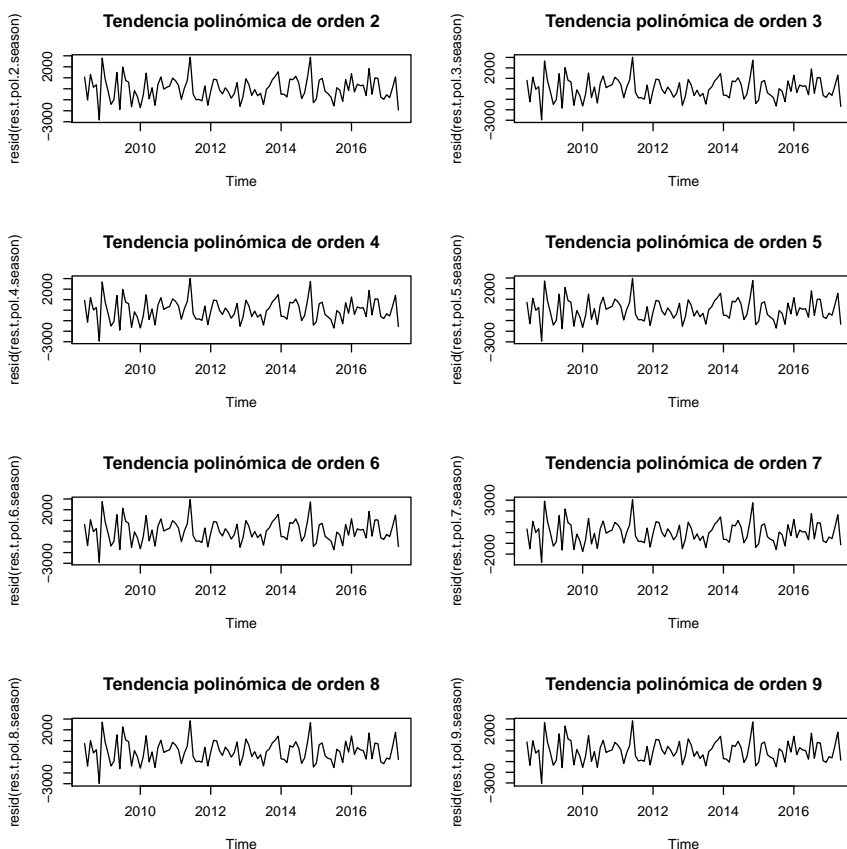 Tendencia polinómica de orden 2
resid(res.t.pol.2.season)
2000
−3000
2010 2012 2014 2016
Time
Tendencia polinómica de orden 3
resid(res.t.pol.3.season)
2000
−3000
2010 2012 2014 2016
Time
Tendencia polinómica de orden 4
resid(res.t.pol.4.season)
2000
−3000
2010 2012 2014 2016
Time
Tendencia polinómica de orden 5
resid(res.t.pol.5.season)
2000
−3000
2010 2012 2014 2016
Time
Tendencia polinómica de orden 6
resid(res.t.pol.6.season)
2000
−3000
2010 2012 2014 2016
Time
Tendencia polinómica de orden 7
resid(res.t.pol.7.season)
3000
−2000
2010 2012 2014 2016
Time
Tendencia polinómica de orden 8
resid(res.t.pol.8.season)
2000
−3000
2010 2012 2014 2016
Time
Tendencia polinómica de orden 9
resid(res.t.pol.9.season)
2000
−3000
2010 2012 2014 2016
Time